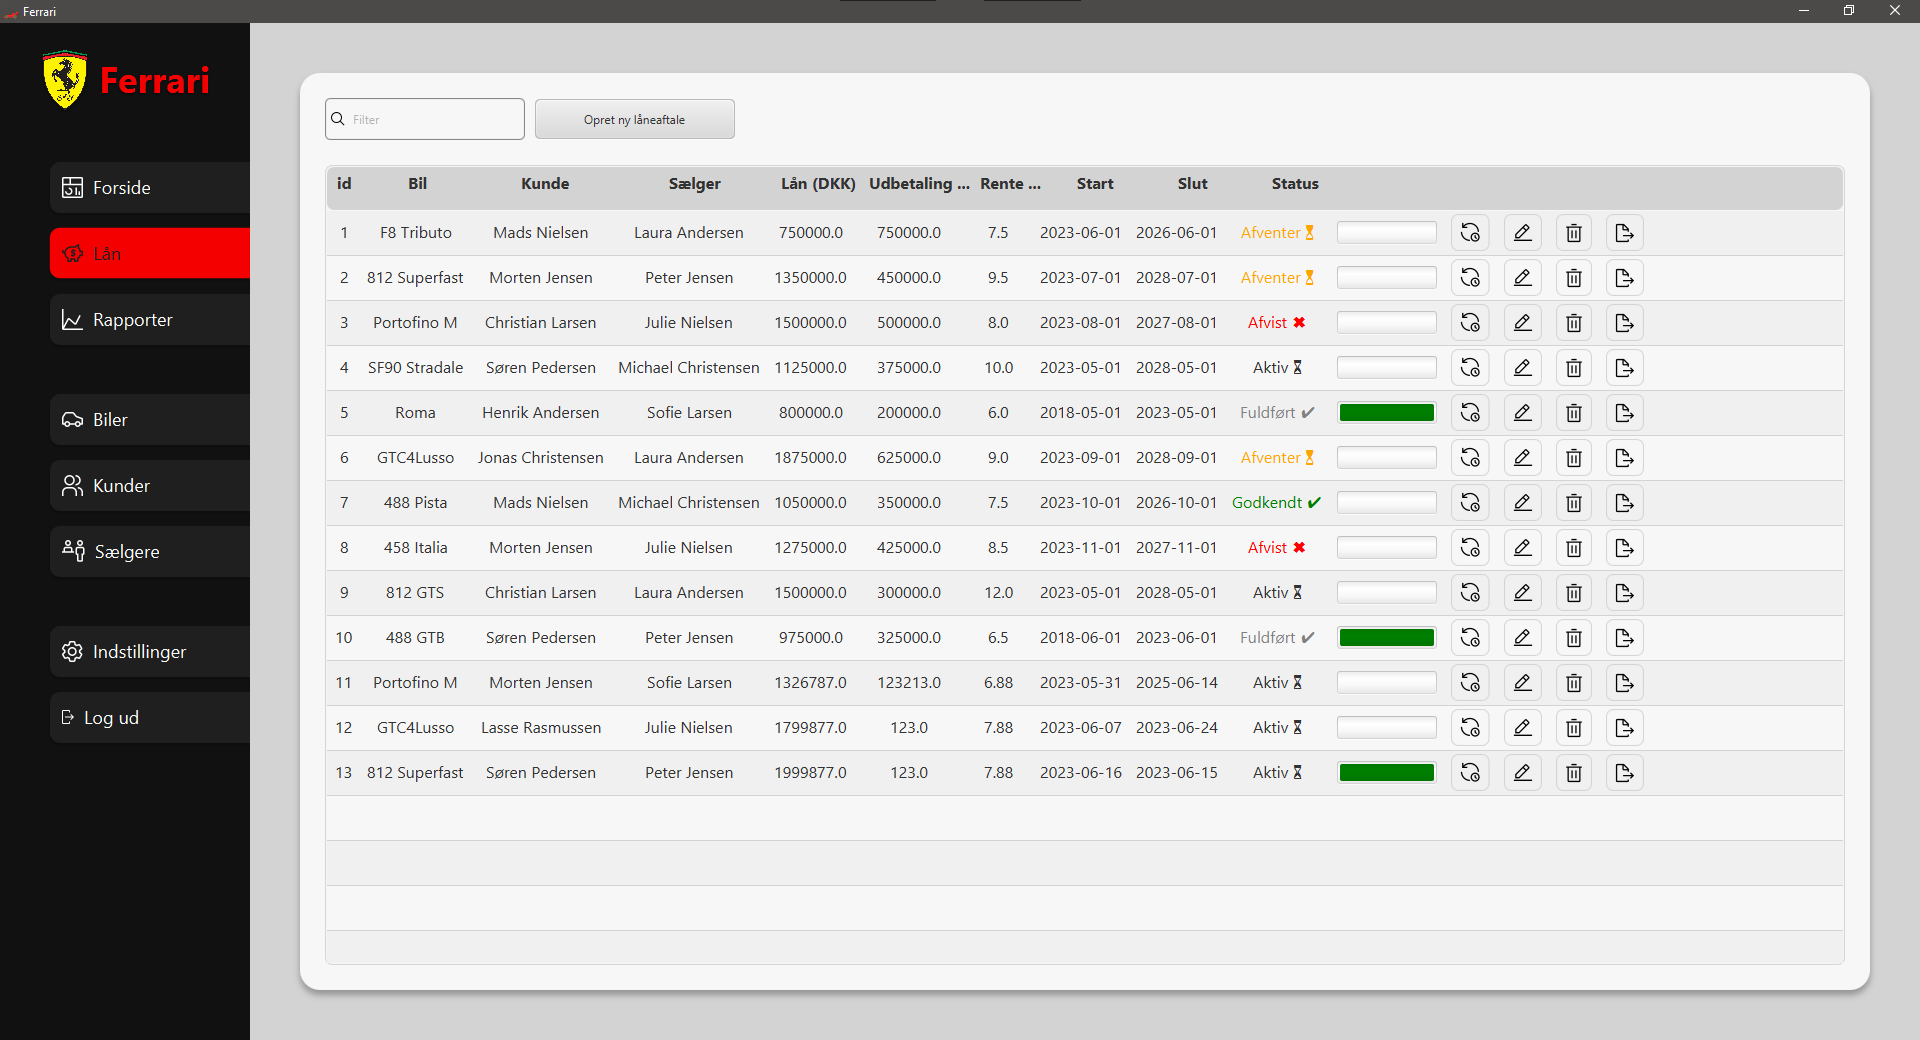 Ferrari
Ferrari
Forside
Lån
Rapporter
Biler
Kunder
Sælgere
Indstillinger
Log ud
Filter
Opret ny låneaftale
id Bil Kunde Sælger Lån (DKK) Udbetaling ... Rente ... Start Slut Status
1 F8 Tributo Mads Nielsen Laura Andersen 750000.0 750000.0 7.5 2023-06-01 2026-06-01 Afventer
2 812 Superfast Morten Jensen Peter Jensen 1350000.0 450000.0 9.5 2023-07-01 2028-07-01 Afventer
3 Portofino M Christian Larsen Julie Nielsen 1500000.0 500000.0 8.0 2023-08-01 2027-08-01 Afvist ✖
4 SF90 Stradale Søren Pedersen Michael Christensen 1125000.0 375000.0 10.0 2023-05-01 2028-05-01 Aktiv
5 Roma Henrik Andersen Sofie Larsen 800000.0 200000.0 6.0 2018-05-01 2023-05-01 Fuldført ✔
6 GTC4Lusso Jonas Christensen Laura Andersen 1875000.0 625000.0 9.0 2023-09-01 2028-09-01 Afventer
7 488 Pista Mads Nielsen Michael Christensen 1050000.0 350000.0 7.5 2023-10-01 2026-10-01 Godkendt ✔
8 458 Italia Morten Jensen Julie Nielsen 1275000.0 425000.0 8.5 2023-11-01 2027-11-01 Afvist ✖
9 812 GTS Christian Larsen Laura Andersen 1500000.0 300000.0 12.0 2023-05-01 2028-05-01 Aktiv
10 488 GTB Søren Pedersen Peter Jensen 975000.0 325000.0 6.5 2018-06-01 2023-06-01 Fuldført ✔
11 Portofino M Morten Jensen Sofie Larsen 1326787.0 123213.0 6.88 2023-05-31 2025-06-14 Aktiv
12 GTC4Lusso Lasse Rasmussen Julie Nielsen 1799877.0 123.0 7.88 2023-06-07 2023-06-24 Aktiv
13 812 Superfast Søren Pedersen Peter Jensen 1999877.0 123.0 7.88 2023-06-16 2023-06-15 Aktiv